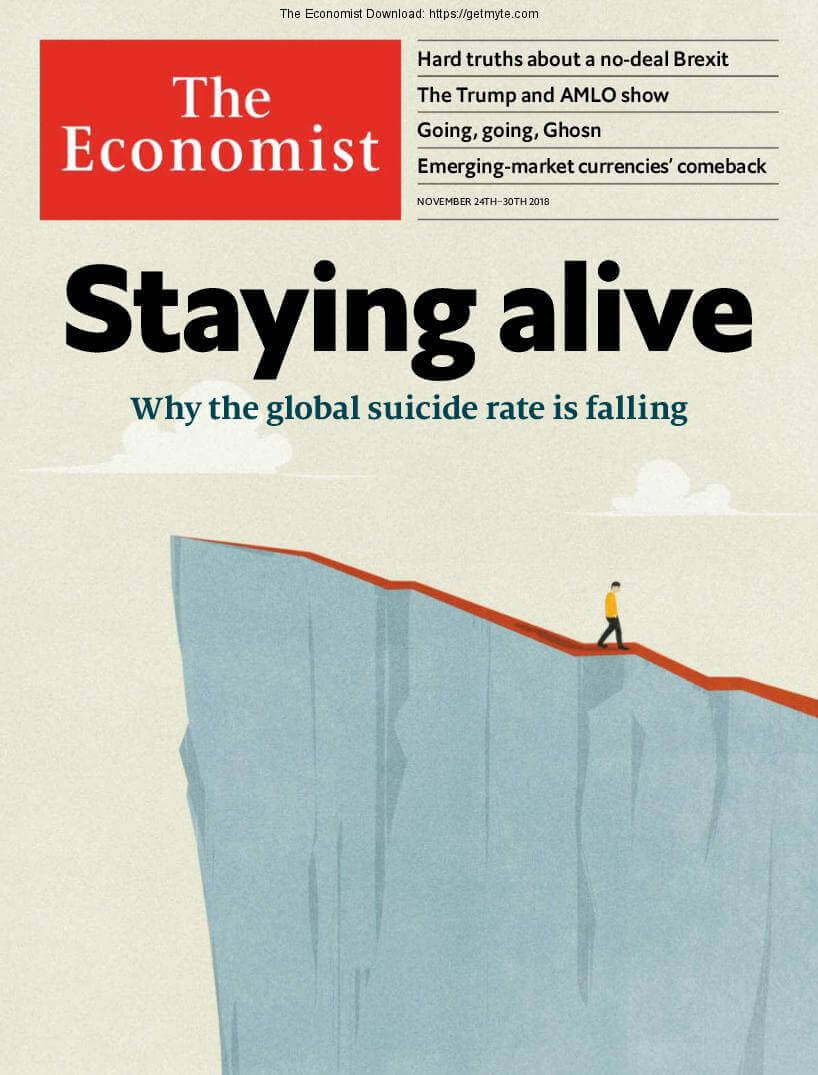 The Economist Download: https://getmyte.com
The
Economist
Hard truths about a no-deal Brexit
The Trump and AMLO show
Going, going, Ghosn
Emerging-market currencies’ comeback
NOVEMBER 24TH–30TH 2018
Staying alive
Why the global suicide rate is falling